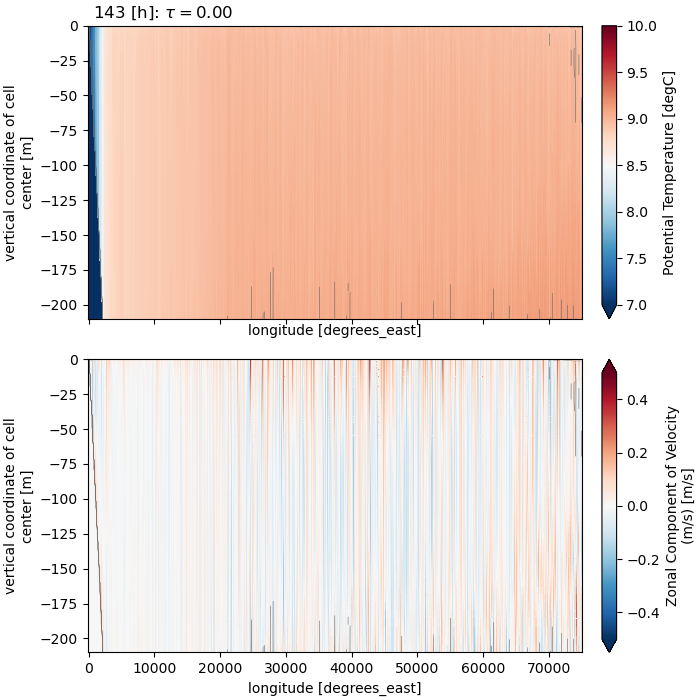 143 [h]: τ = 0.00
0
−25
−50
−75
−100
−125
−150
−175
−200
vertical coordinate of cell
center [m]
longitude [degrees_east]
10.0
9.5
9.0
8.5
8.0
7.5
7.0
Potential Temperature [degC]
0
−25
−50
−75
−100
−125
−150
−175
−200
vertical coordinate of cell
center [m]
0 10000 20000 30000 40000 50000 60000 70000
longitude [degrees_east]
0.4
0.2
0.0
−0.2
−0.4
Zonal Component of Velocity
(m/s) [m/s]